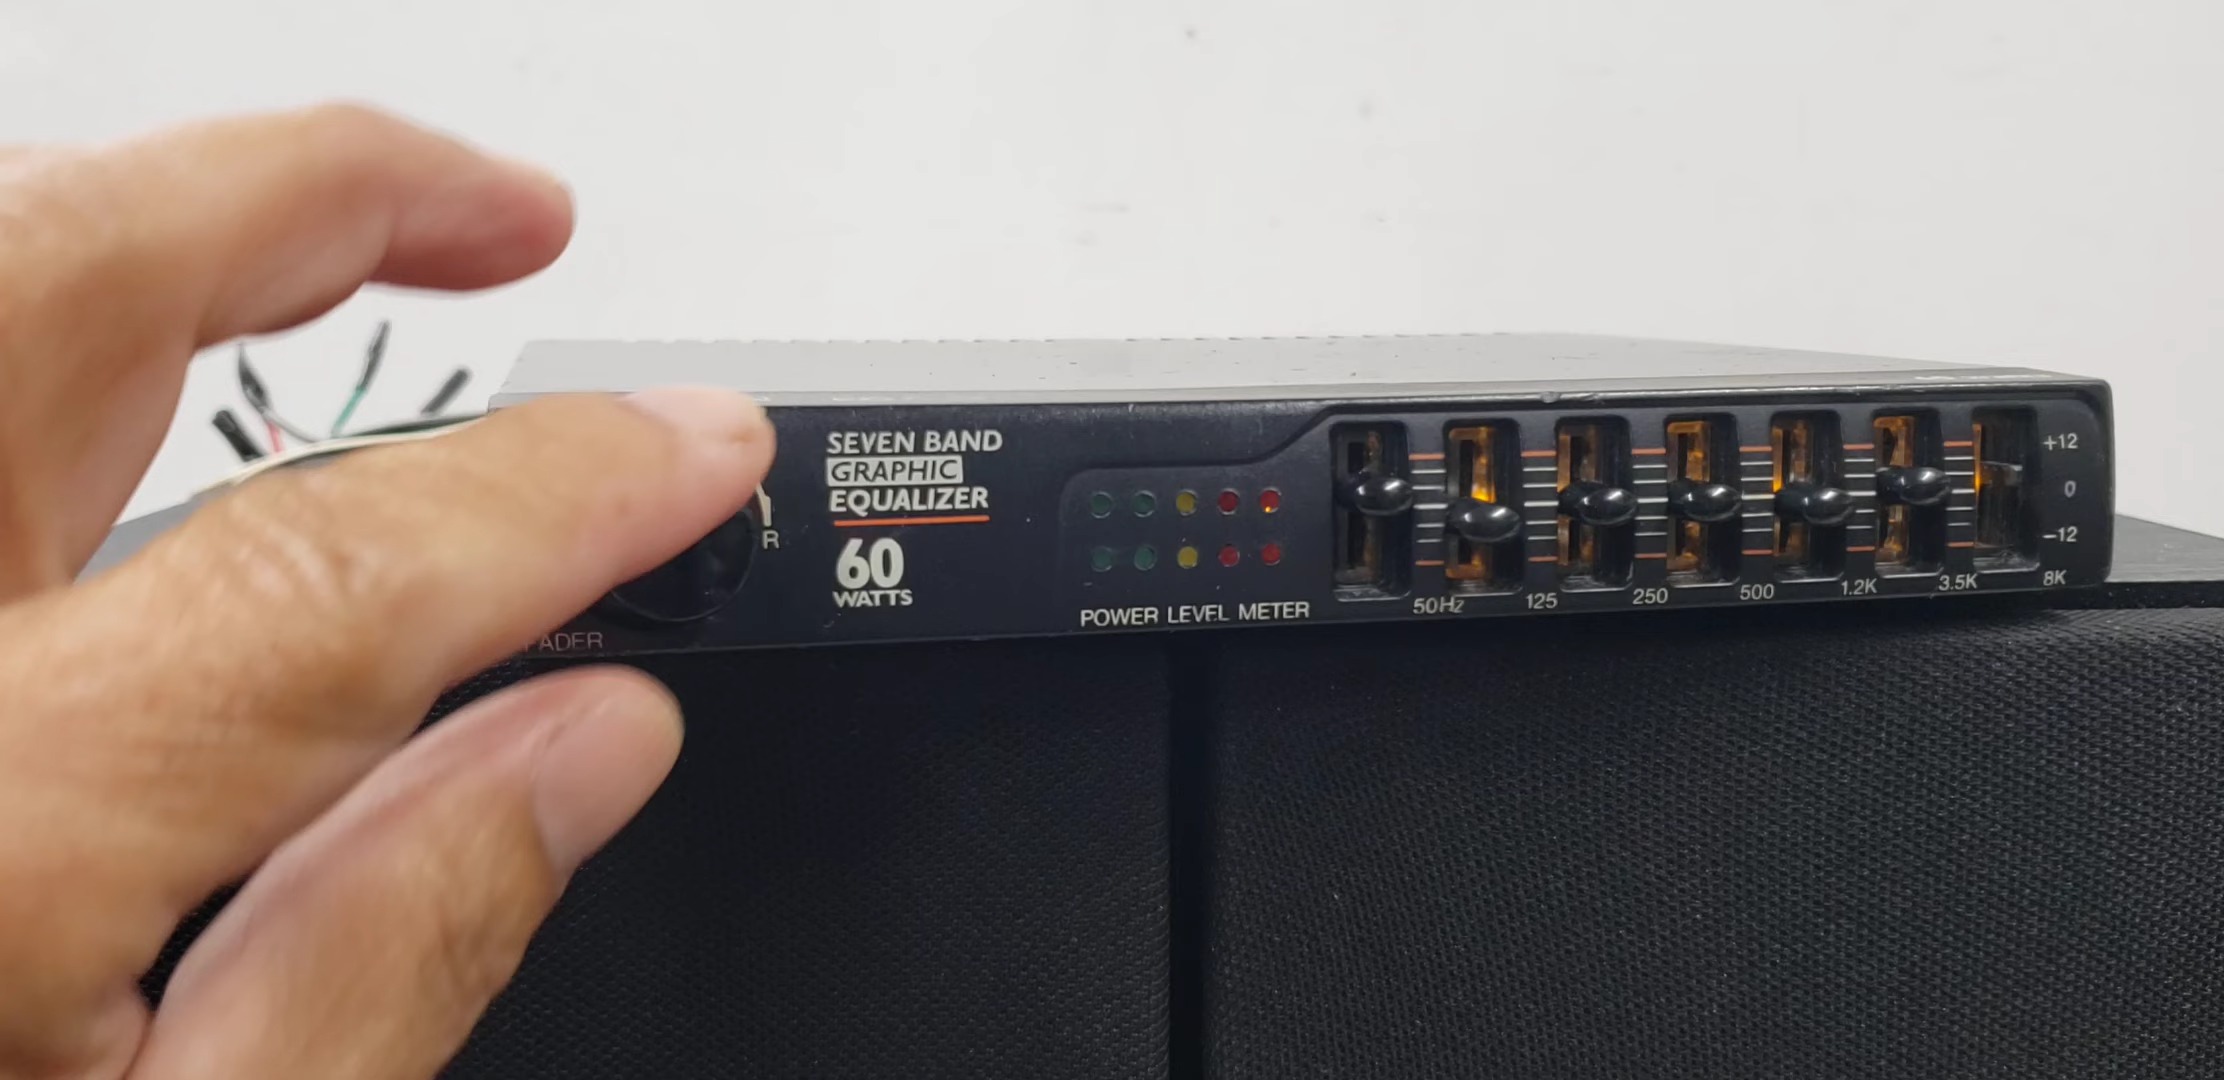 SEVEN BAND
GRAPHIC
EQUALIZER
60
WATTS
R
FADER
POWER LEVEL METER
50Hz 125 250 500 1.2K 3.5K 8K
+12
0
-12